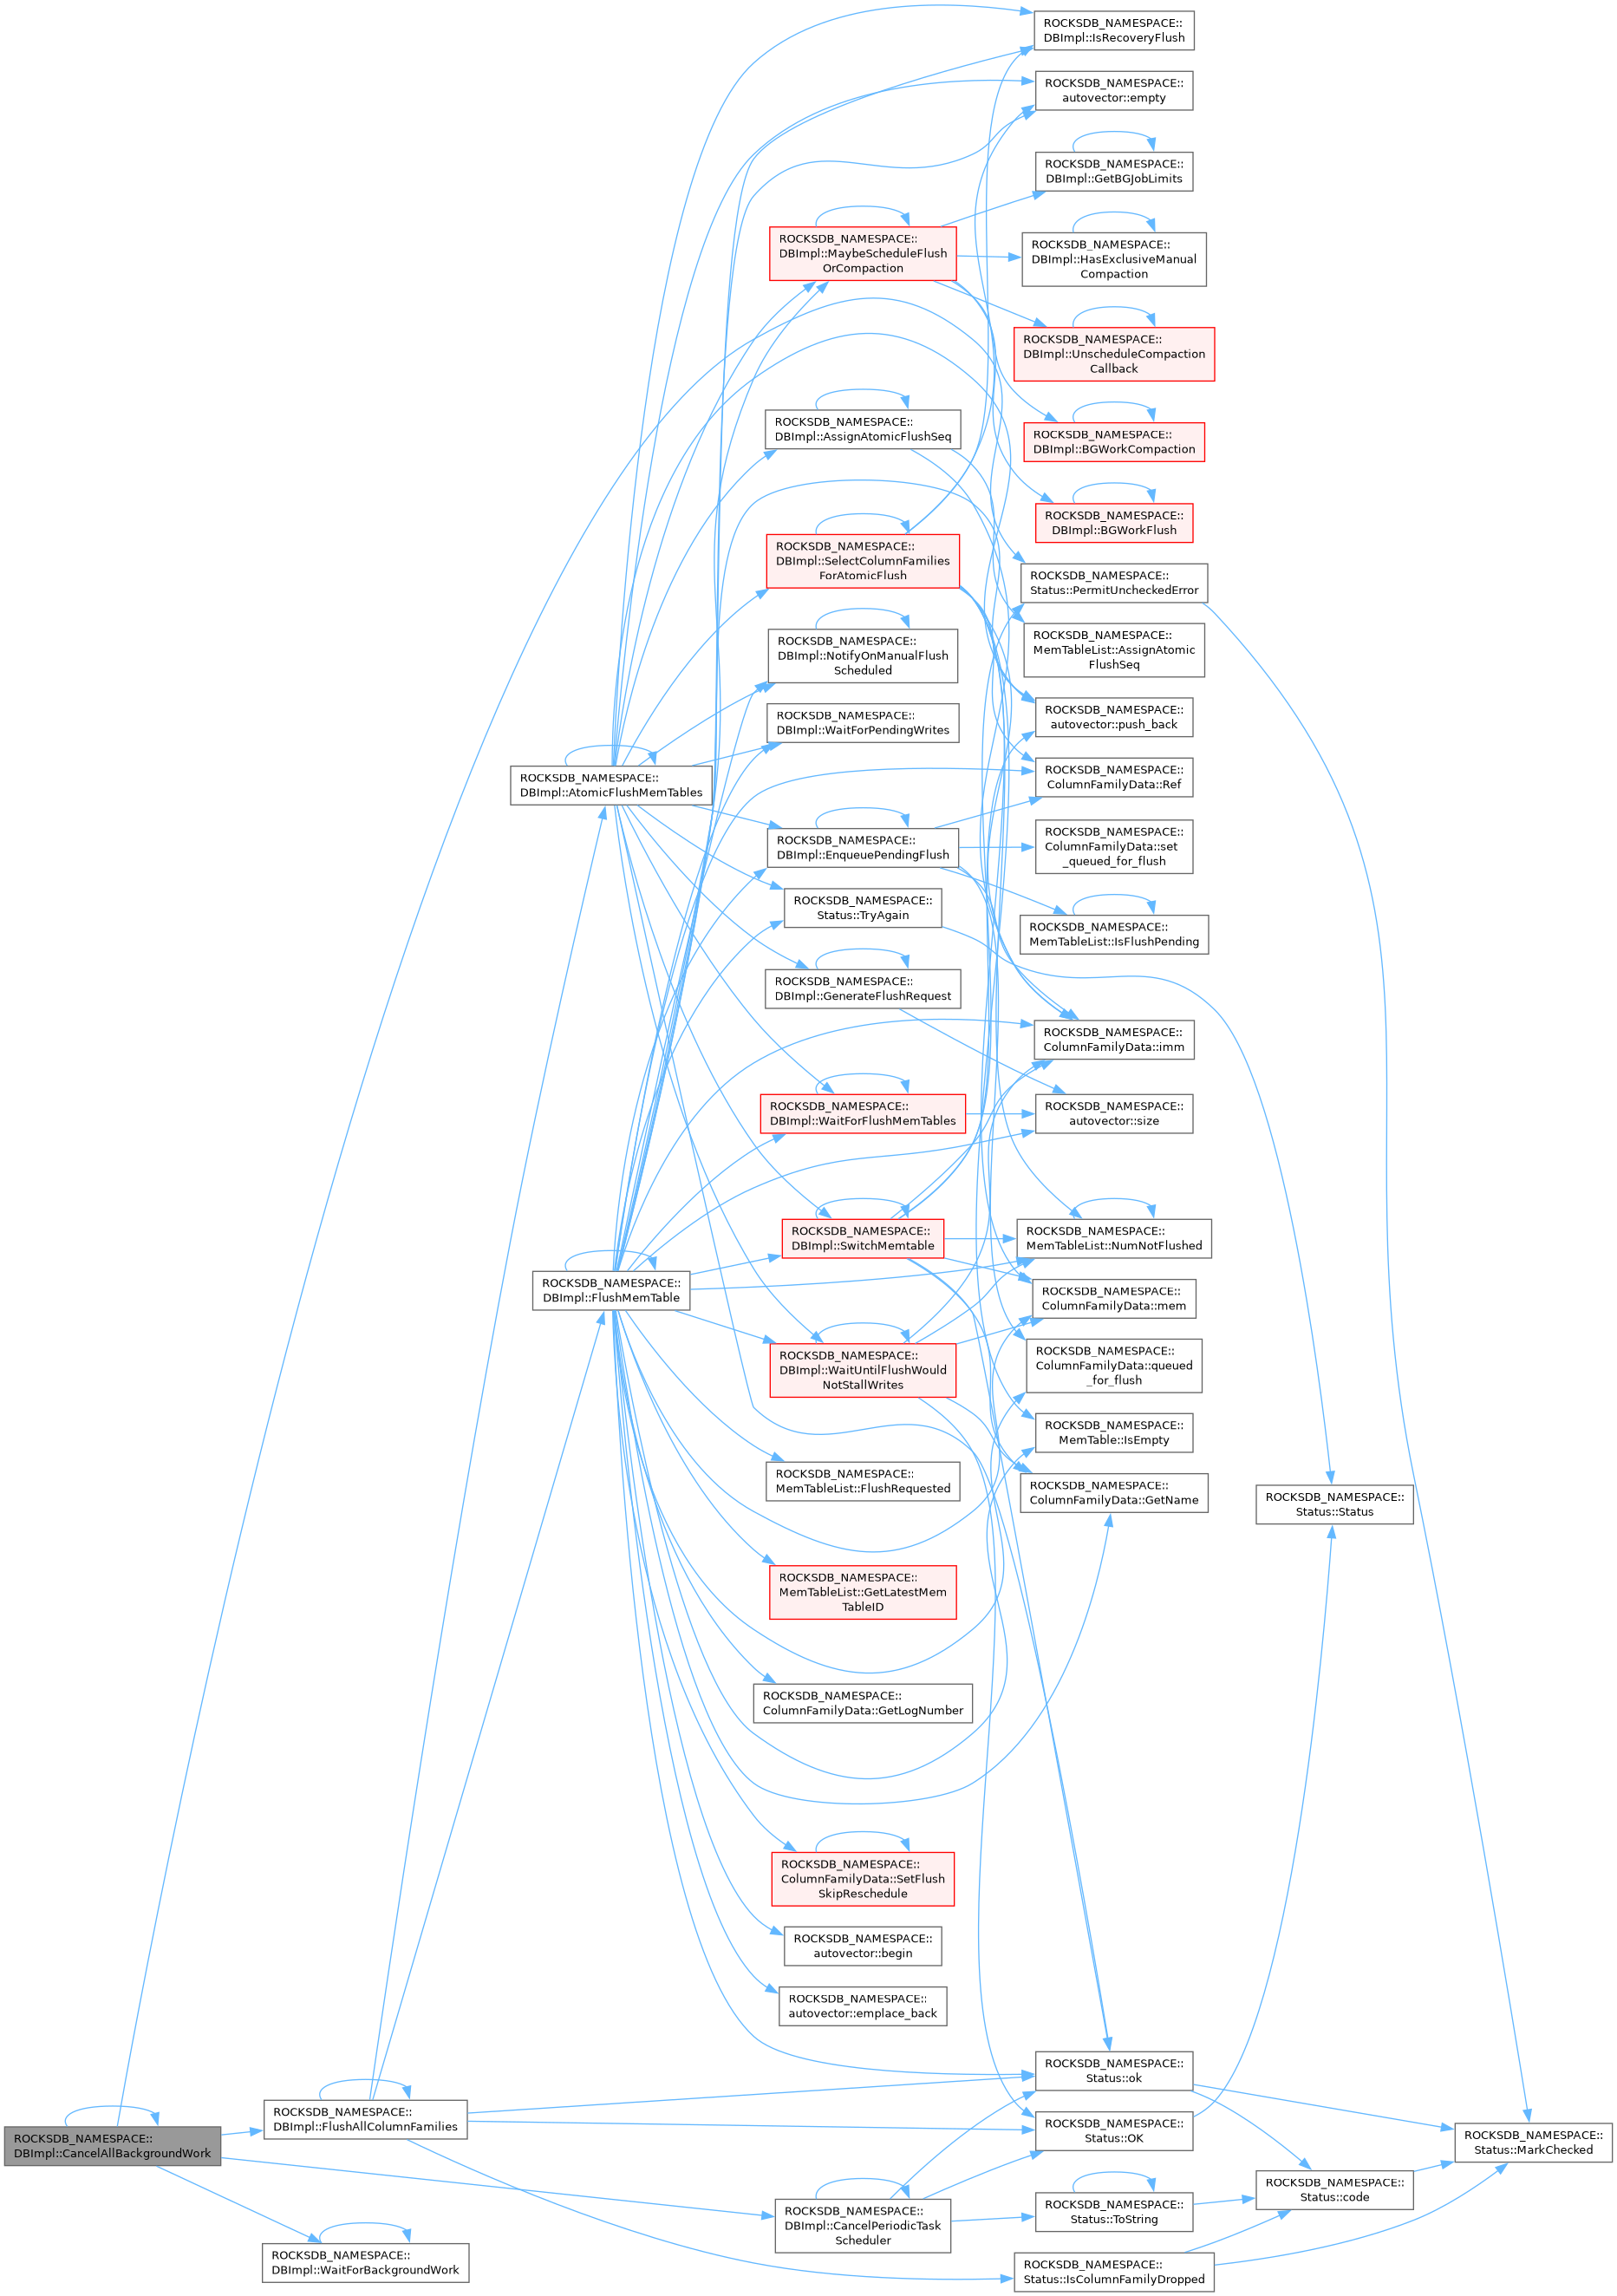 ROCKSDB_NAMESPACE::
DBImpl::IsRecoveryFlush
ROCKSDB_NAMESPACE::
autovector::empty
ROCKSDB_NAMESPACE::
DBImpl::GetBGJobLimits
ROCKSDB_NAMESPACE::
DBImpl::MaybeScheduleFlush
OrCompaction
ROCKSDB_NAMESPACE::
DBImpl::HasExclusiveManual
Compaction
ROCKSDB_NAMESPACE::
DBImpl::UnscheduleCompaction
Callback
ROCKSDB_NAMESPACE::
DBImpl::AssignAtomicFlushSeq
ROCKSDB_NAMESPACE::
DBImpl::BGWorkCompaction
ROCKSDB_NAMESPACE::
DBImpl::BGWorkFlush
ROCKSDB_NAMESPACE::
DBImpl::SelectColumnFamilies
ForAtomicFlush
ROCKSDB_NAMESPACE::
Status::PermitUncheckedError
ROCKSDB_NAMESPACE::
DBImpl::NotifyOnManualFlush
Scheduled
ROCKSDB_NAMESPACE::
MemTableList::AssignAtomic
FlushSeq
ROCKSDB_NAMESPACE::
DBImpl::WaitForPendingWrites
ROCKSDB_NAMESPACE::
autovector::push_back
ROCKSDB_NAMESPACE::
DBImpl::AtomicFlushMemTables
ROCKSDB_NAMESPACE::
ColumnFamilyData::Ref
ROCKSDB_NAMESPACE::
DBImpl::EnqueuePendingFlush
ROCKSDB_NAMESPACE::
ColumnFamilyData::set
_queued_for_flush
ROCKSDB_NAMESPACE::
Status::TryAgain
ROCKSDB_NAMESPACE::
MemTableList::IsFlushPending
ROCKSDB_NAMESPACE::
DBImpl::GenerateFlushRequest
ROCKSDB_NAMESPACE::
ColumnFamilyData::imm
ROCKSDB_NAMESPACE::
DBImpl::WaitForFlushMemTables
ROCKSDB_NAMESPACE::
autovector::size
ROCKSDB_NAMESPACE::
DBImpl::SwitchMemtable
ROCKSDB_NAMESPACE::
MemTableList::NumNotFlushed
ROCKSDB_NAMESPACE::
DBImpl::FlushMemTable
ROCKSDB_NAMESPACE::
ColumnFamilyData::mem
ROCKSDB_NAMESPACE::
DBImpl::WaitUntilFlushWould
NotStallWrites
ROCKSDB_NAMESPACE::
ColumnFamilyData::queued
_for_flush
ROCKSDB_NAMESPACE::
MemTable::IsEmpty
ROCKSDB_NAMESPACE::
MemTableList::FlushRequested
ROCKSDB_NAMESPACE::
ColumnFamilyData::GetName
ROCKSDB_NAMESPACE::
Status::Status
ROCKSDB_NAMESPACE::
MemTableList::GetLatestMem
TableID
ROCKSDB_NAMESPACE::
ColumnFamilyData::GetLogNumber
ROCKSDB_NAMESPACE::
ColumnFamilyData::SetFlush
SkipReschedule
ROCKSDB_NAMESPACE::
autovector::begin
ROCKSDB_NAMESPACE::
autovector::emplace_back
ROCKSDB_NAMESPACE::
Status::ok
ROCKSDB_NAMESPACE::
DBImpl::FlushAllColumnFamilies
ROCKSDB_NAMESPACE::
Status::OK
ROCKSDB_NAMESPACE::
DBImpl::CancelAllBackgroundWork
ROCKSDB_NAMESPACE::
Status::MarkChecked
ROCKSDB_NAMESPACE::
Status::code
ROCKSDB_NAMESPACE::
DBImpl::CancelPeriodicTask
Scheduler
ROCKSDB_NAMESPACE::
Status::ToString
ROCKSDB_NAMESPACE::
DBImpl::WaitForBackgroundWork
ROCKSDB_NAMESPACE::
Status::IsColumnFamilyDropped